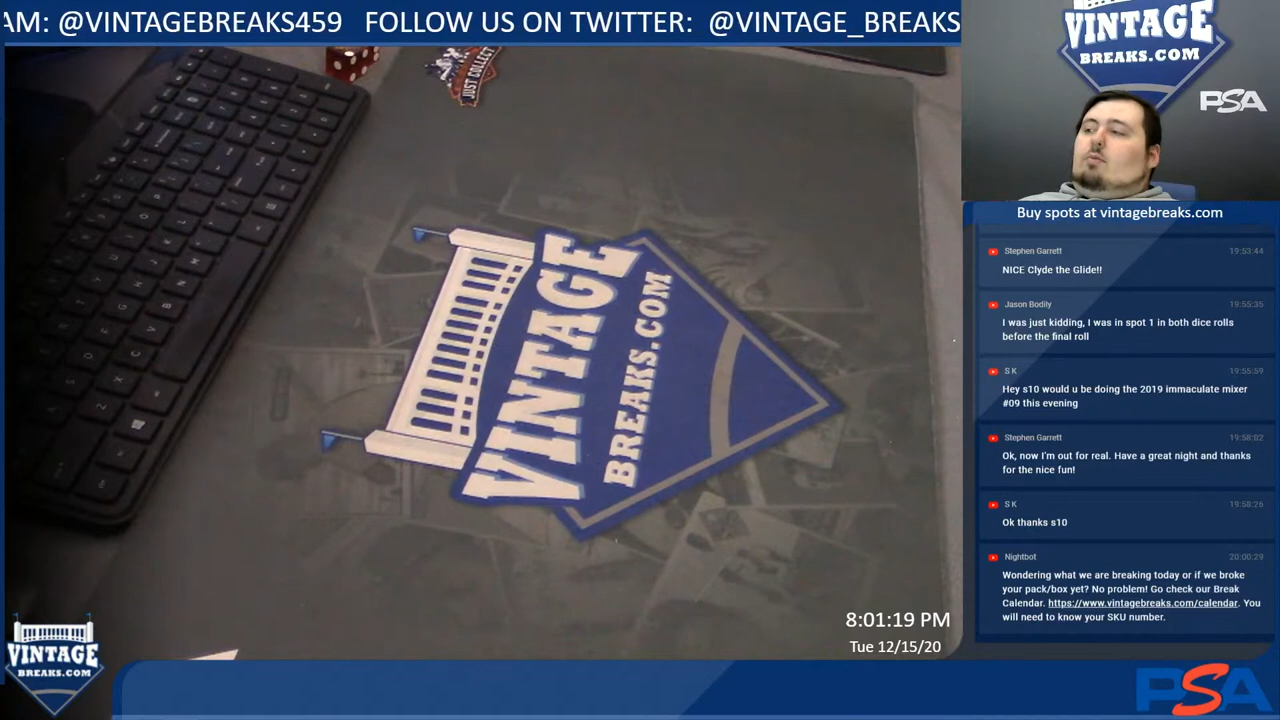 AM: @VINTAGEBREAKS459 FOLLOW US ON TWITTER: @VINTAGE_BREAKS
VINTAGE
BREAKS.COM
PSA
JUST COLLECT
Buy spots at vintagebreaks.com
Stephen Garrett 19:53:44
NICE Clyde the Glide!!
Jason Bodily 19:55:35
I was just kidding, I was in spot 1 in both dice rolls
before the final roll
S K 19:55:59
Hey s10 would u be doing the 2019 immaculate mixer
#09 this evening
Stephen Garrett 19:58:02
Ok, now I'm out for real. Have a great night and thanks
for the nice fun!
S K 19:58:26
Ok thanks s10
Nightbot 20:00:29
Wondering what we are breaking today or if we broke
your pack/box yet? No problem! Go check our Break
Calendar. https://www.vintagebreaks.com/calendar. You
will need to know your SKU number.
VINTAGE
BREAKS.COM
8:01:19 PM
Tue 12/15/20
VINTAGE
BREAKS.COM
PSA